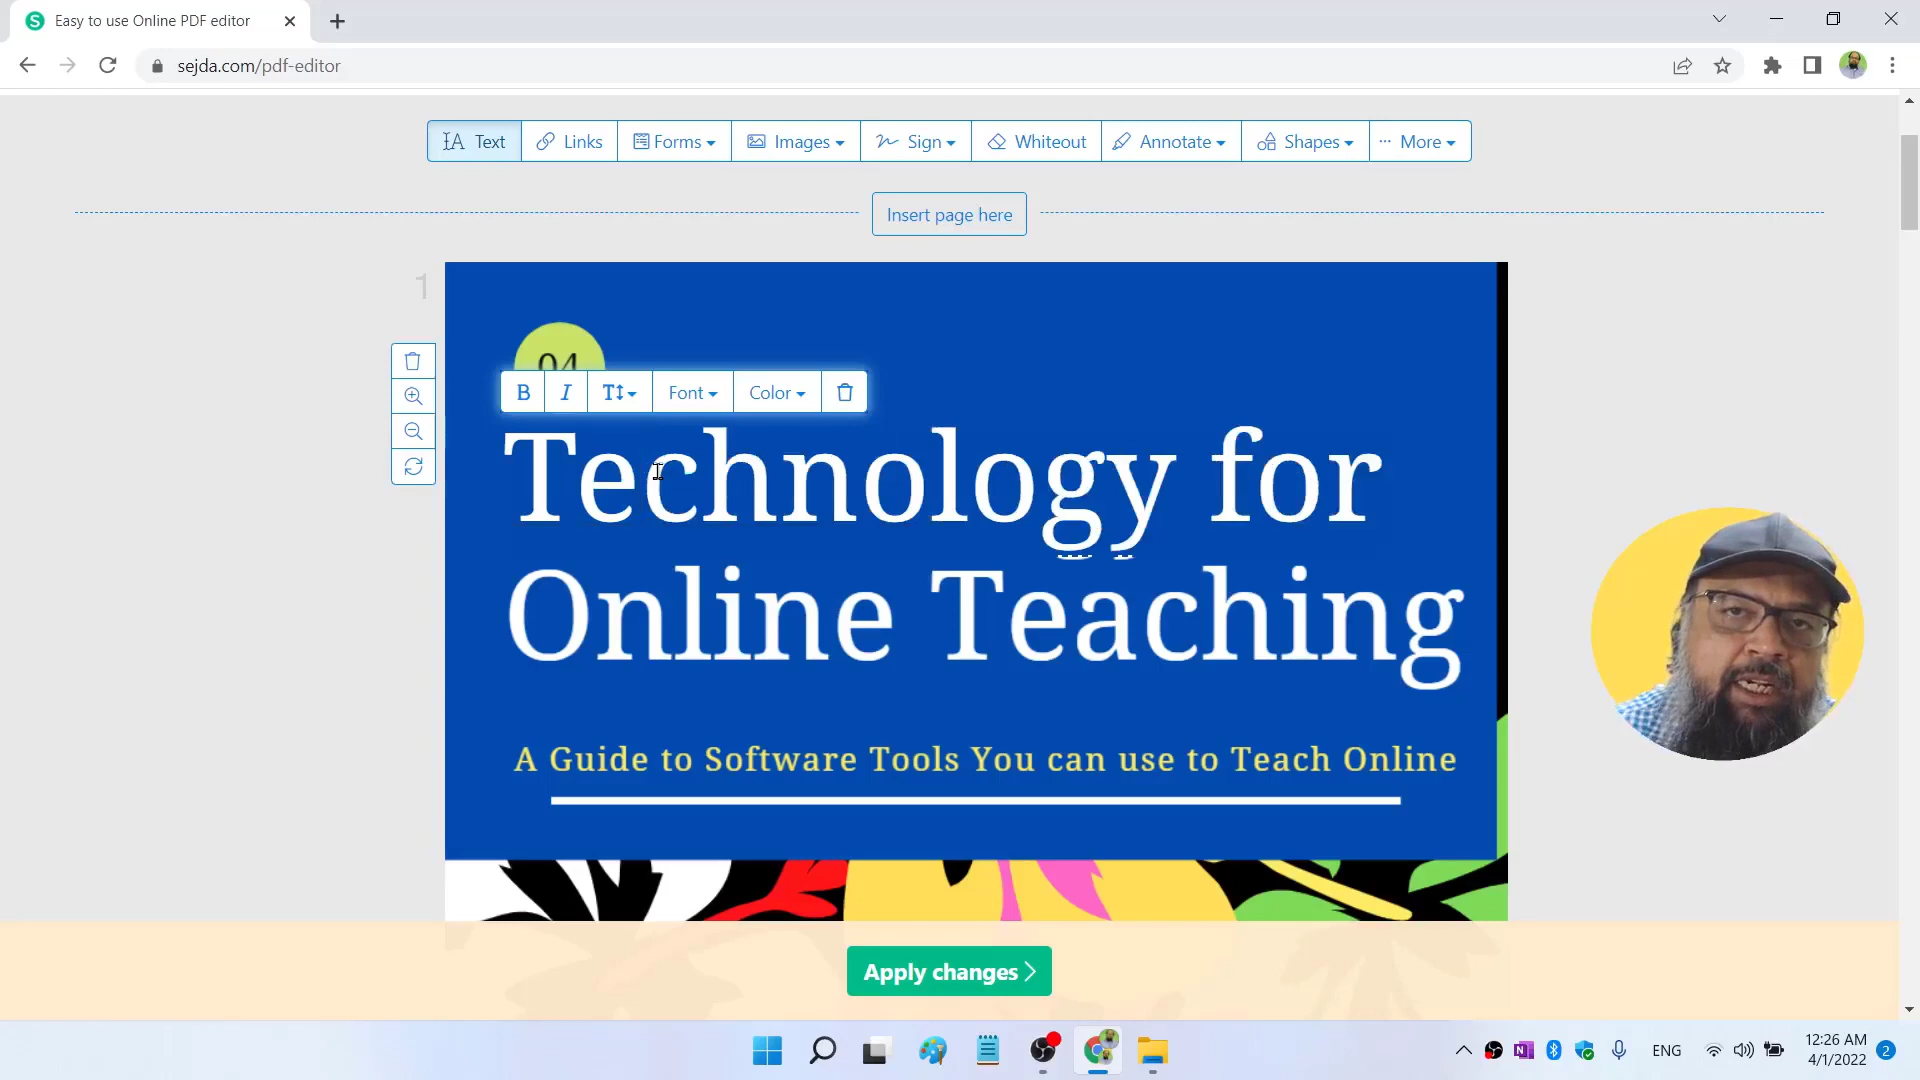 Easy to use Online PDF editor
sejda.com/pdf-editor
Text Links Forms Images Sign Whiteout Annotate Shapes More
Insert page here
1
04
B I T Font Color
Technology for
Online Teaching
A Guide to Software Tools You can use to Teach Online
Apply changes
ENG
12:26 AM
4/1/2022
2